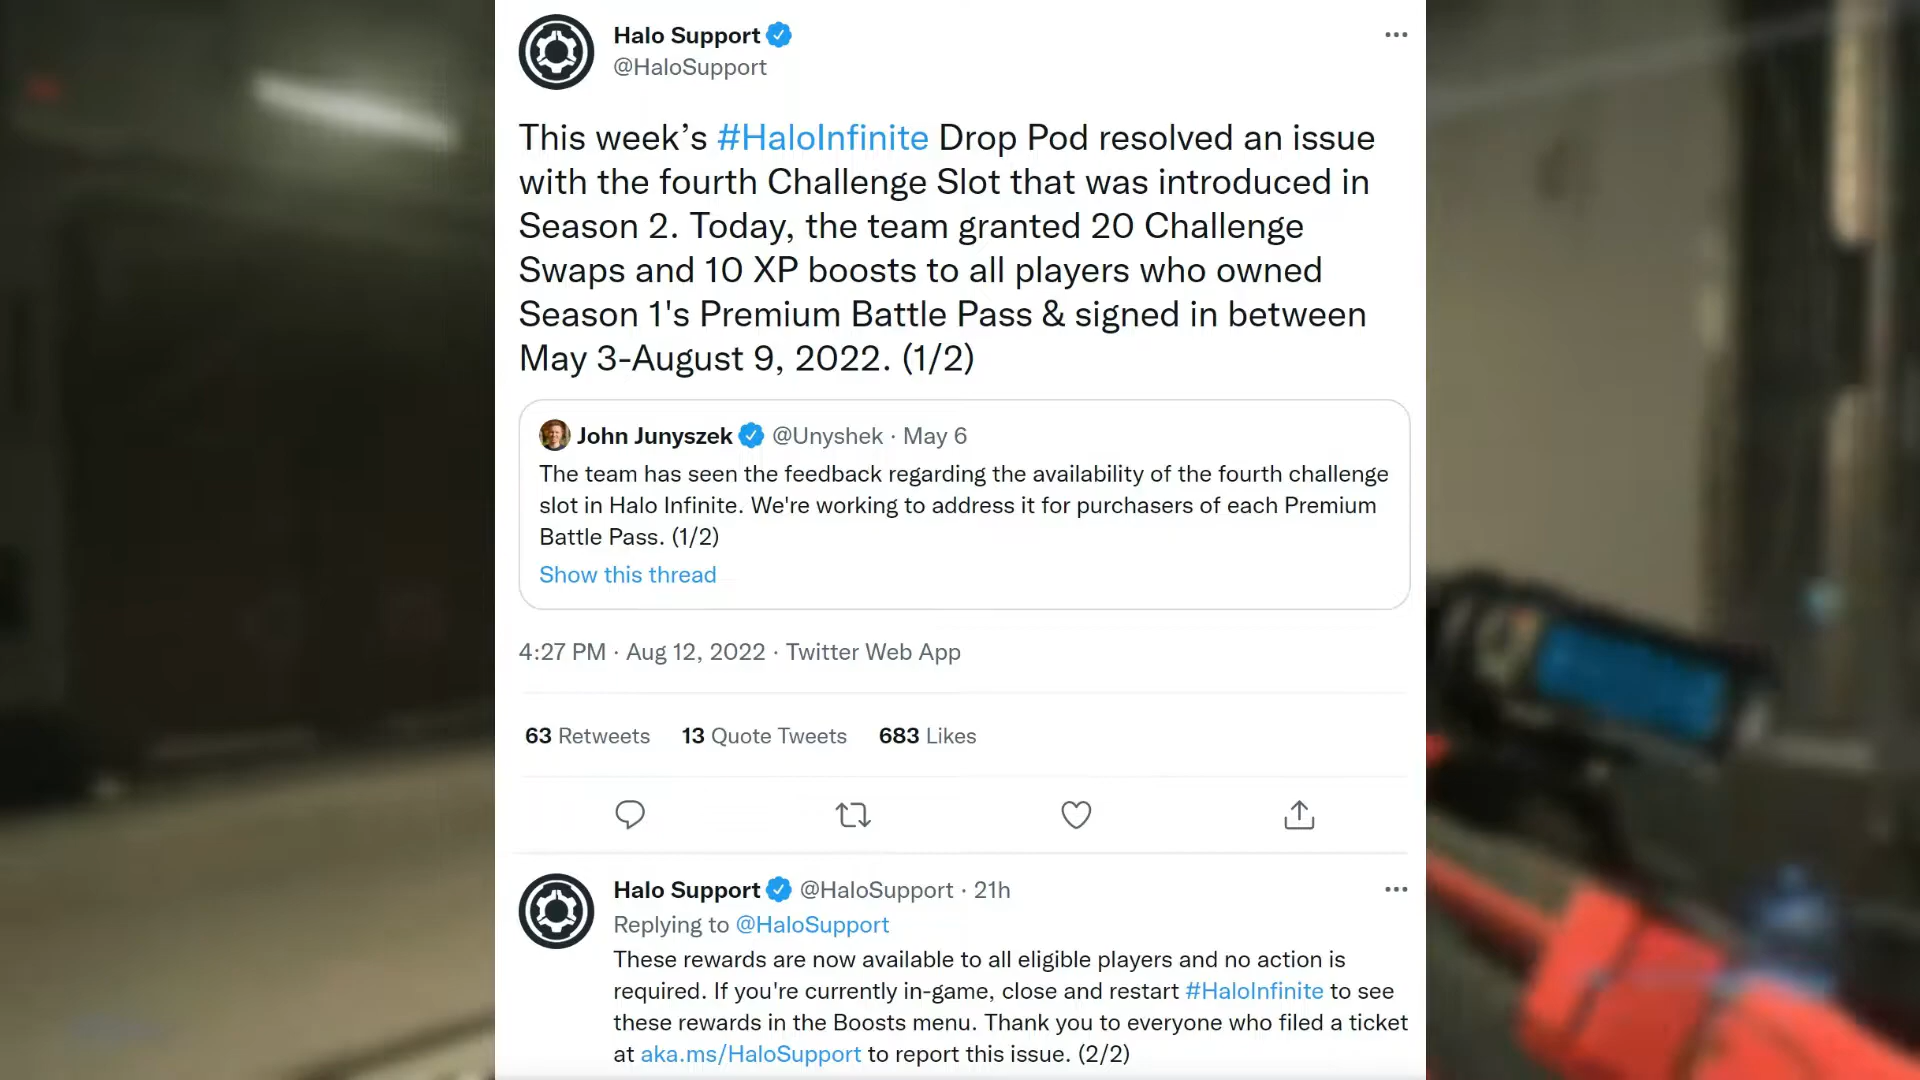 Halo Support
@HaloSupport
This week’s #HaloInfinite Drop Pod resolved an issue
with the fourth Challenge Slot that was introduced in
Season 2. Today, the team granted 20 Challenge
Swaps and 10 XP boosts to all players who owned
Season 1's Premium Battle Pass & signed in between
May 3-August 9, 2022. (1/2)
John Junyszek @Unyshek · May 6
The team has seen the feedback regarding the availability of the fourth challenge
slot in Halo Infinite. We're working to address it for purchasers of each Premium
Battle Pass. (1/2)
Show this thread
4:27 PM · Aug 12, 2022 · Twitter Web App
63 Retweets 13 Quote Tweets 683 Likes
Halo Support @HaloSupport · 21h
Replying to @HaloSupport
These rewards are now available to all eligible players and no action is
required. If you're currently in-game, close and restart #HaloInfinite to see
these rewards in the Boosts menu. Thank you to everyone who filed a ticket
at aka.ms/HaloSupport to report this issue. (2/2)